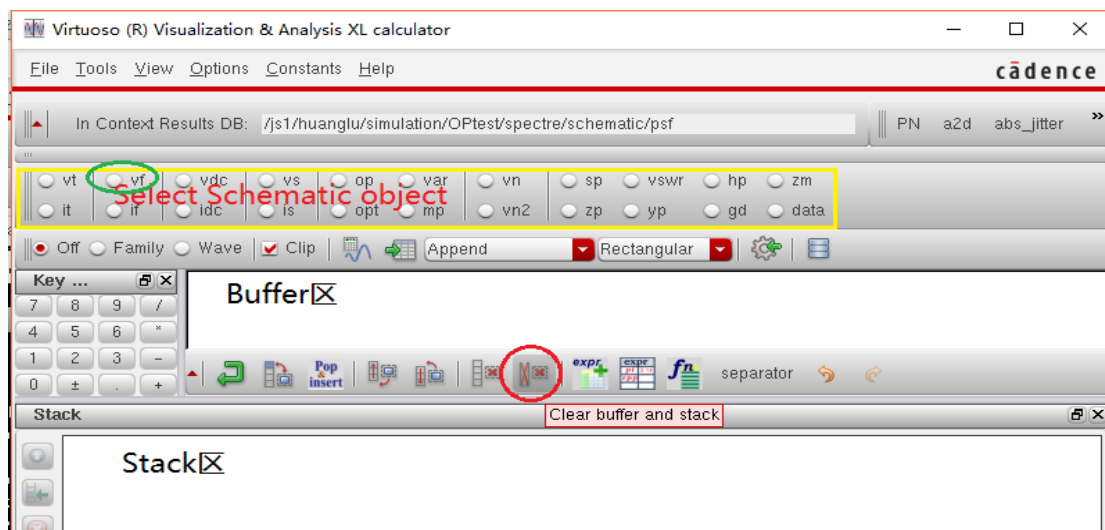 Virtuoso (R) Visualization & Analysis XL calculator
File Tools View Options Constants Help cādence
In Context Results DB: /js1/huanglu/simulation/OPtest/spectre/schematic/psf PN a2d abs_jitter »
vt vf vdc vs op var vn sp vswr hp zm
Select Schematic object
it if idc is opt mp vn2 zp yp gd data
Off Family Wave Clip Append Rectangular
Key ...
Buffer区
7 8 9 /
4 5 6 *
1 2 3 -
0 ± . +
Pop & insert expr expr fn separator
Clear buffer and stack
Stack
Stack区